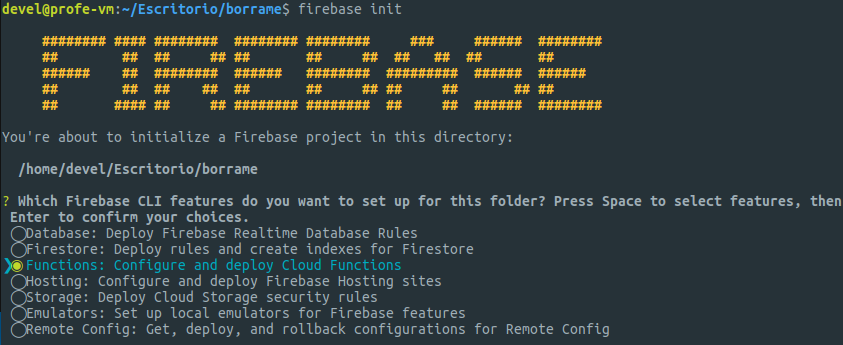 devel@profe-vm:~/Escritorio/borrame$ firebase init
FIREBASE
You're about to initialize a Firebase project in this directory:
/home/devel/Escritorio/borrame
? Which Firebase CLI features do you want to set up for this folder? Press Space to select features, then
Enter to confirm your choices.
◯Database: Deploy Firebase Realtime Database Rules
◯Firestore: Deploy rules and create indexes for Firestore
❯◉Functions: Configure and deploy Cloud Functions
◯Hosting: Configure and deploy Firebase Hosting sites
◯Storage: Deploy Cloud Storage security rules
◯Emulators: Set up local emulators for Firebase features
◯Remote Config: Get, deploy, and rollback configurations for Remote Config